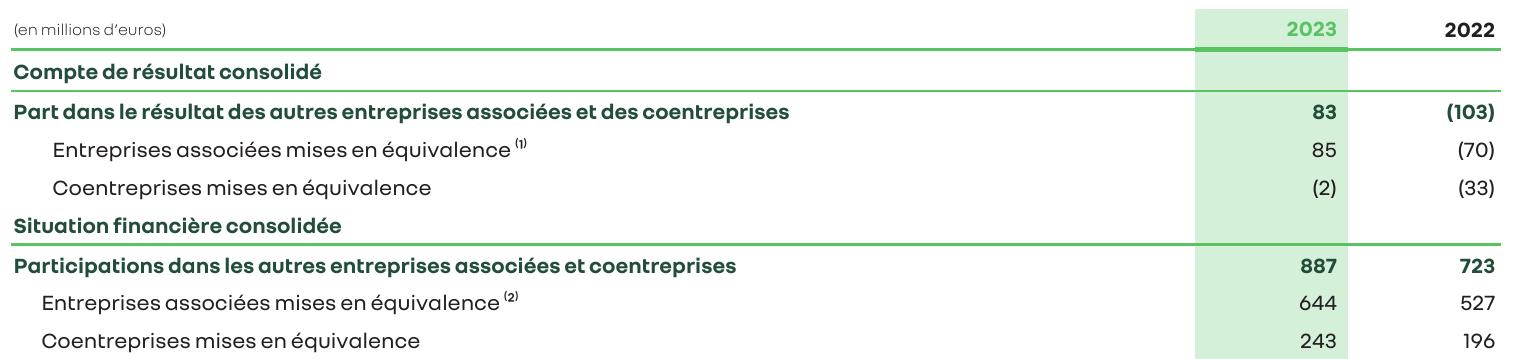 (en millions d'euros) 2023 2022
Compte de résultat consolidé
Part dans le résultat des autres entreprises associées et des coentreprises 83 (103)
Entreprises associées mises en équivalence (1) 85 (70)
Coentreprises mises en équivalence (2) (33)
Situation financière consolidée
Participations dans les autres entreprises associées et coentreprises 887 723
Entreprises associées mises en équivalence (2) 644 527
Coentreprises mises en équivalence 243 196